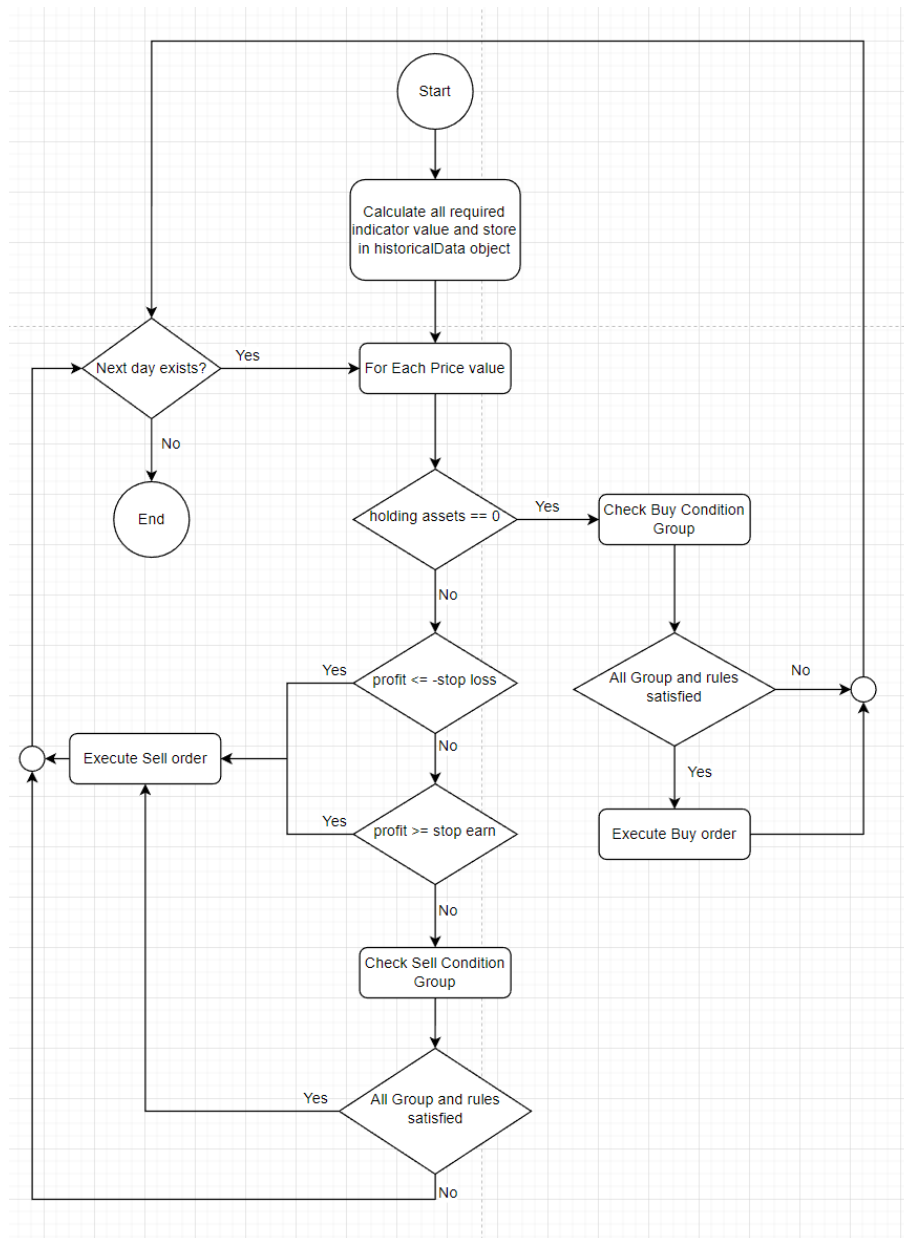 Start
Calculate all required
indicator value and store
in historicalData object
Next day exists?
Yes
For Each Price value
No
End
holding assets == 0
Yes
Check Buy Condition
Group
No
Yes
profit <= -stop loss
All Group and rules
satisfied
No
Execute Sell order
No
Yes
Yes
profit >= stop earn
Execute Buy order
No
Check Sell Condition
Group
Yes
All Group and rules
satisfied
No